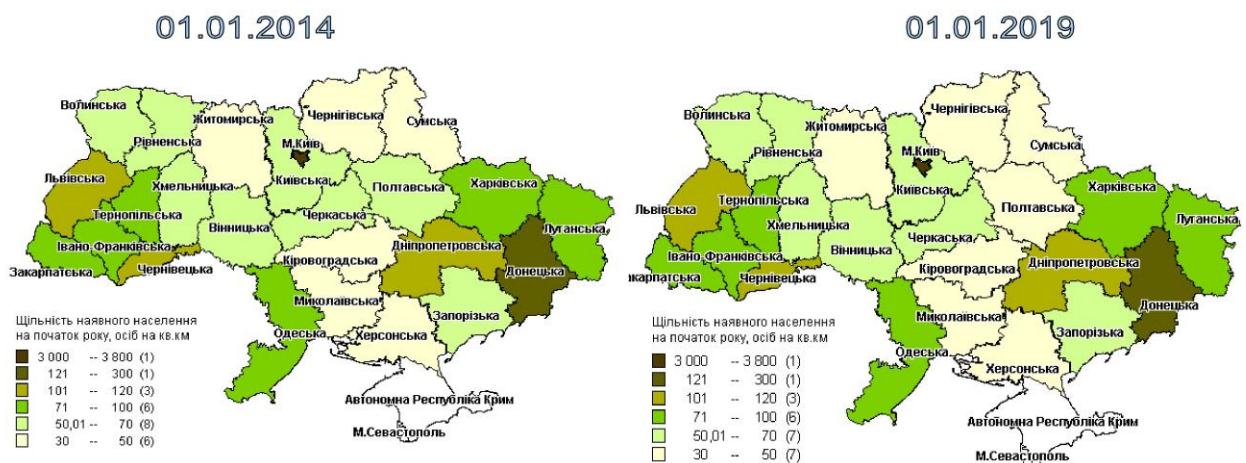 01.01.2014
Волинська
Рівненська
Житомирська
Чернігівська
Сумська
М.Київ
Львівська
Хмельницька
Київська
Полтавська
Харківська
Тернопільська
Черкаська
Луганська
Вінницька
Івано-Франківська
Дніпропетровська
Закарпатська
Чернівецька
Кіровоградська
Донецька
Миколаївська
Запорізька
Одеська
Херсонська
Автономна Республіка Крим
М.Севастополь
Щільність наявного населення
на початок року, осіб на кв.км
3 000 -- 3 800 (1)
121 -- 300 (1)
101 -- 120 (3)
71 -- 100 (6)
50,01 -- 70 (8)
30 -- 50 (6)
01.01.2019
Волинська
Рівненська
Житомирська
Чернігівська
Сумська
М.Київ
Київська
Харківська
Львівська
Тернопільська
Полтавська
Луганська
Хмельницька
Черкаська
Вінницька
Івано-Франківська
Кіровоградська
Дніпропетровська
Закарпатська
Чернівецька
Донецька
Миколаївська
Запорізька
Одеська
Херсонська
Автономна Республіка Крим
М.Севастополь
Щільність наявного населення
на початок року, осіб на кв.км
3 000 -- 3 800 (1)
121 -- 300 (1)
101 -- 120 (3)
71 -- 100 (6)
50,01 -- 70 (7)
30 -- 50 (7)